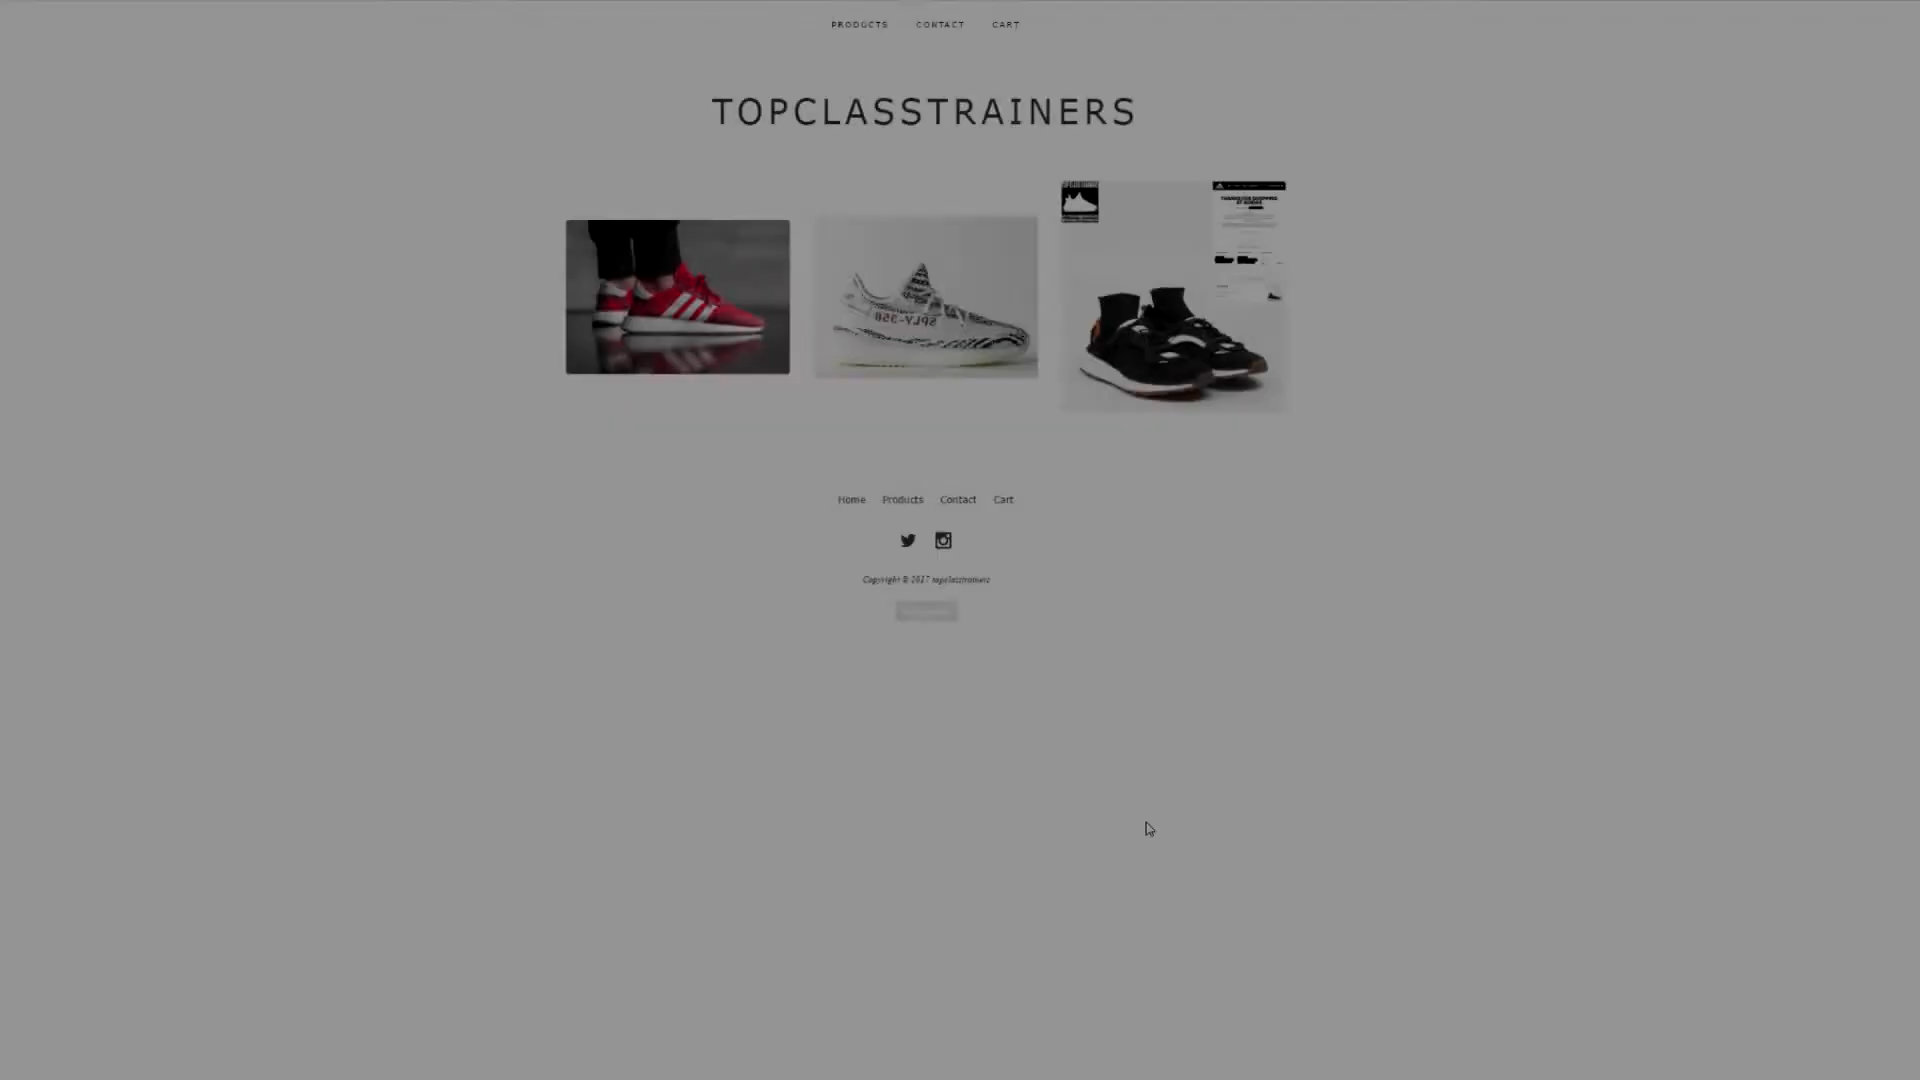 PRODUCTS CONTACT CART
TOPCLASSTRAINERS
SPLY-350
Home Products Contact Cart
Copyright © 2017 topclasstrainers